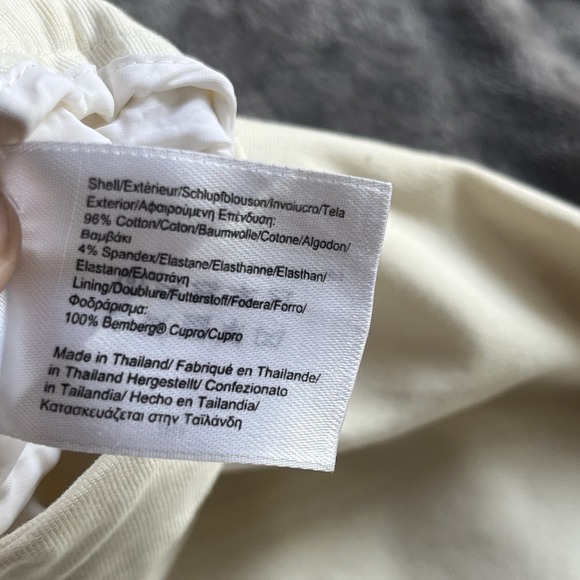 Shell/Extérieur/Schlupfblouson/Involucro/Tela
Exterior/Αφαιρούμενη Επένδυση:
96% Cotton/Coton/Baumwolle/Cotone/Algodon/
Βαμβάκι
4% Spandex/Elastane/Elasthanne/Elasthan/
Elastano/Ελαστάνη
Lining/Doublure/Futterstoff/Fodera/Forro/
Φοδράρισμα:
100% Bemberg® Cupro/Cupro
Made in Thailand/ Fabriqué en Thailande/
in Thailand Hergestellt/ Confezionato
in Tailandia/ Hecho en Tailandia/
Κατασκευάζεται στην Ταϊλάνδη